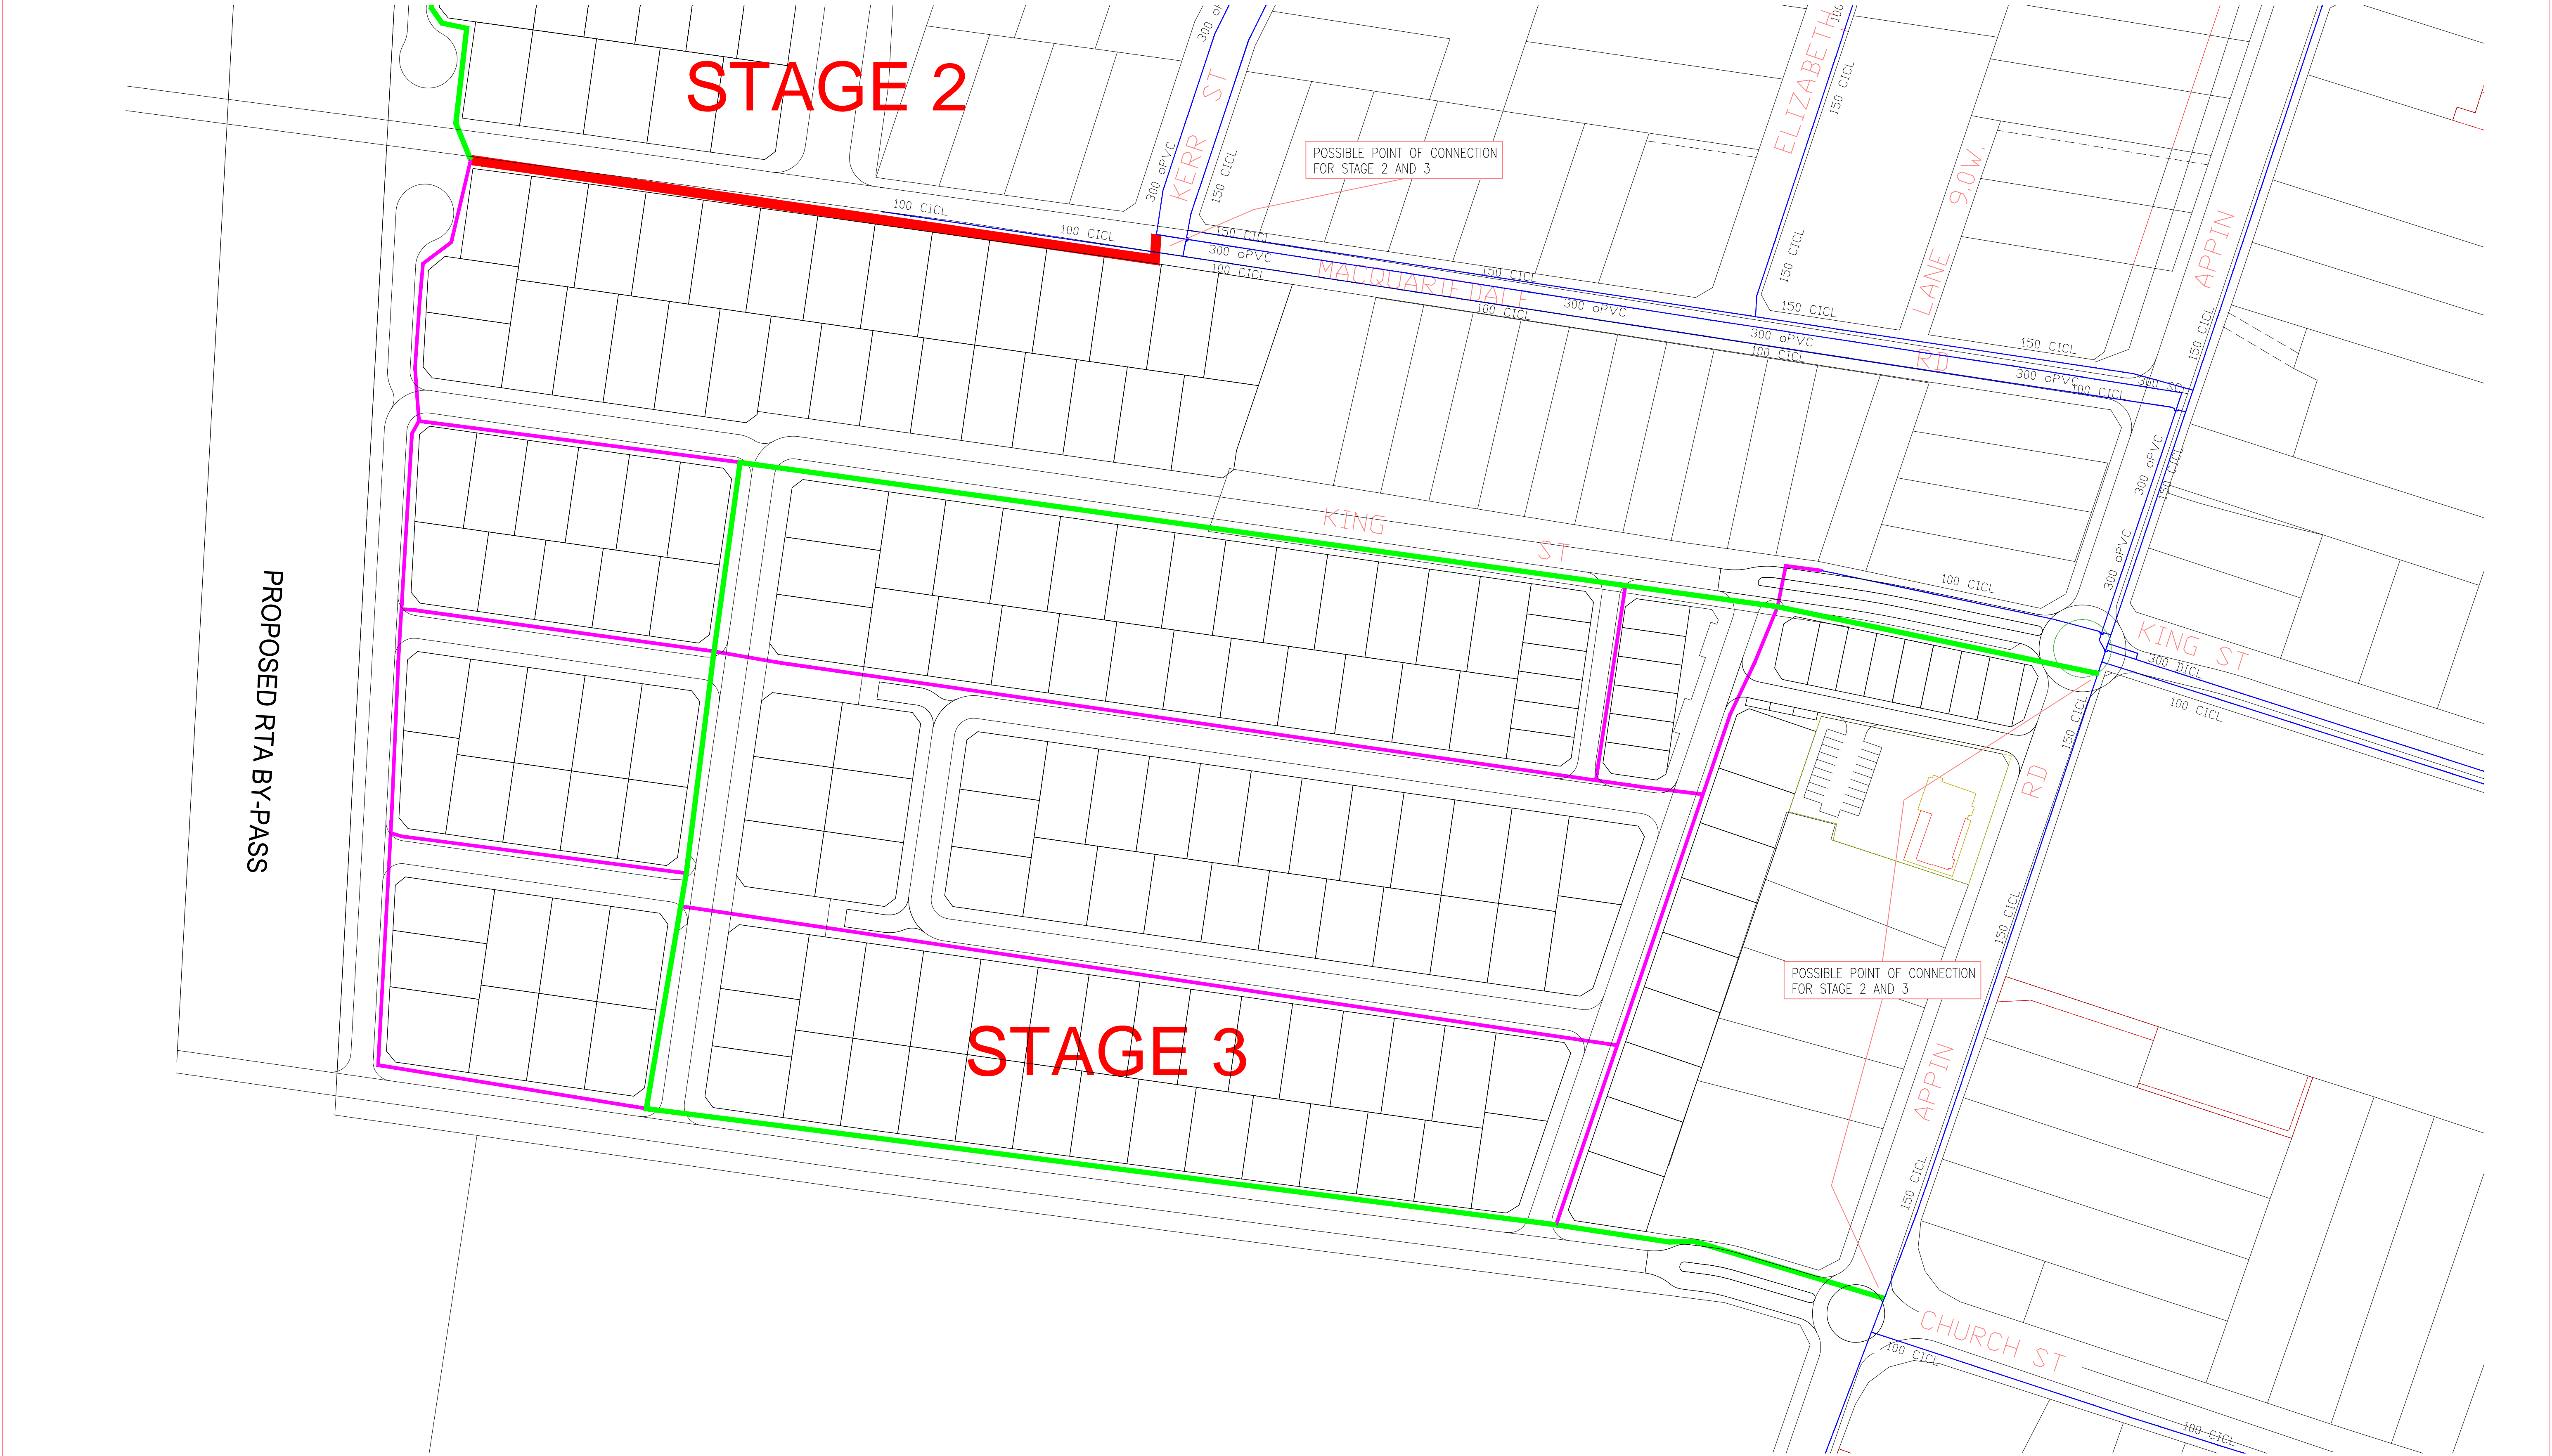 STAGE 2
KERR ST
300 oPVC
150 CICL
ELIZABETH
150 CICL
150 CICL
LANE 9.0W.
APPIN
150 CICL
POSSIBLE POINT OF CONNECTION
FOR STAGE 2 AND 3
100 CICL
100 CICL
150 CICL
300 oPVC
100 CICL
MACQUARIEDALE
150 CICL
300 oPVC
100 CICL
150 CICL
300 oPVC
100 CICL
RD
150 CICL
300 oPVC
100 CICL
300 oPVC
150 CICL
300 oPVC
KING
ST
100 CICL
KING ST
300 DICL
100 CICL
150 CICL
RD
PROPOSED RTA BY-PASS
150 CICL
POSSIBLE POINT OF CONNECTION
FOR STAGE 2 AND 3
STAGE 3
APPIN
150 CICL
CHURCH ST
100 CICL
100 CICL